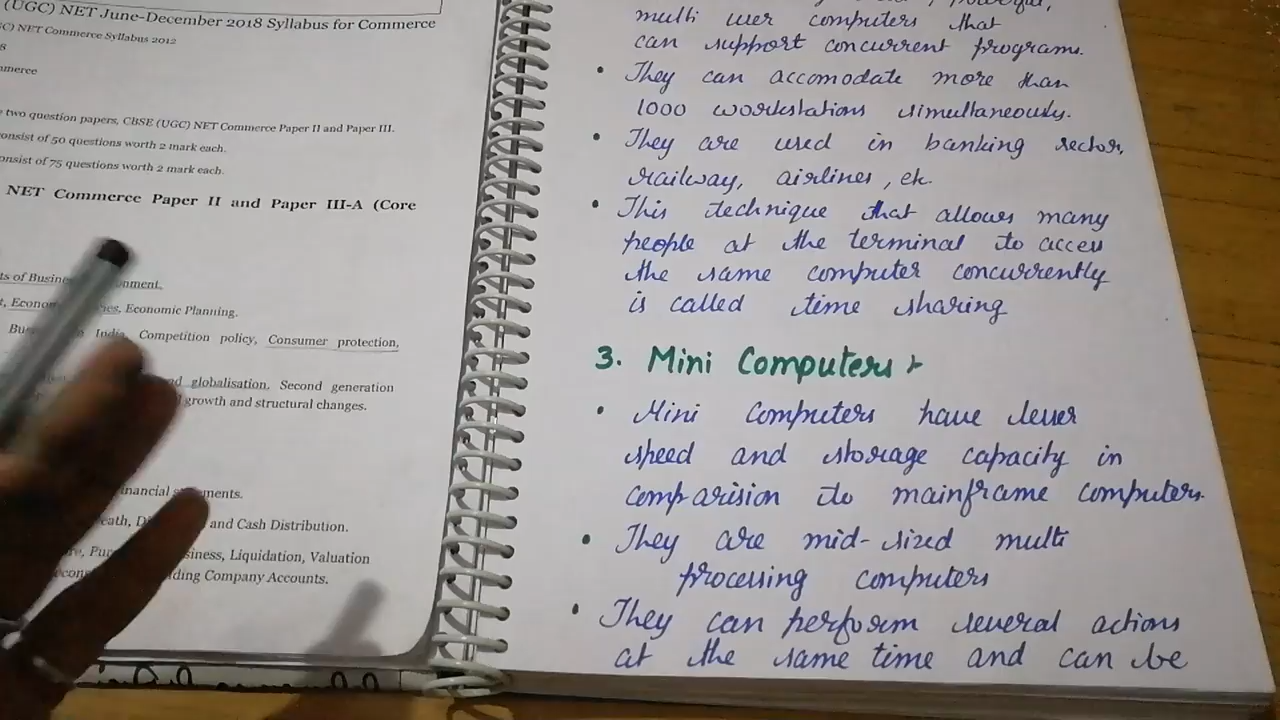 (UGC) NET June-December 2018 Syllabus for Commerce
NET Commerce Syllabus 2012
two question papers, CBSE (UGC) NET Commerce Paper II and Paper III.
of 50 questions worth 2 mark each.
of 75 questions worth 2 mark each.
NET Commerce Paper II and Paper III-A (Core
of
Economic Planning.
Competition policy, Consumer protection,
globalisation, Second generation
growth and structural changes.
and Cash Distribution.
Liquidation, Valuation
Company Accounts.
multi user computers that
can support concurrent programs.
• They can accomodate more than
1000 workstations simultaneously.
• They are used in banking sector,
railway, airlines, etc.
• This technique that allows many
people at the terminal to access
the same computer concurrently
is called time sharing
3. Mini Computers :-
• Mini computers have lesser
speed and storage capacity in
comparision to mainframe computers.
• They are mid-sized multi
processing computers
• They can perform several actions
at the same time and can be